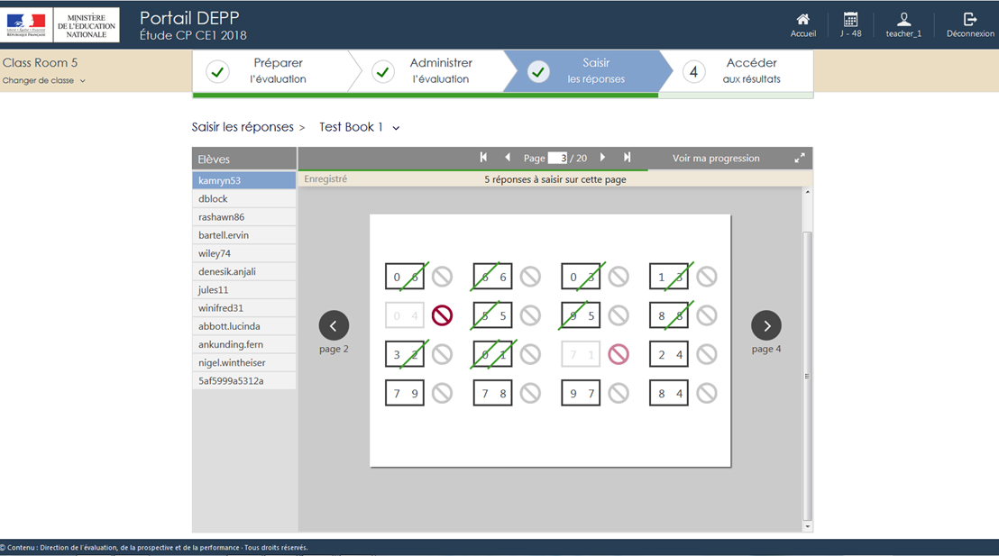 MINISTÈRE
DE L'ÉDUCATION
NATIONALE
RÉPUBLIQUE FRANÇAISE
Portail DEPP
Étude CP CE1 2018
Accueil
J - 48
teacher_1
Déconnexion
Class Room 5
Changer de classe
Préparer
l'évaluation
Administrer
l'évaluation
Saisir
les réponses
4
Accéder
aux résultats
Saisir les réponses > Test Book 1
Elèves
Page 3 / 20
Voir ma progression
Enregistré
5 réponses à saisir sur cette page
kamryn53
dblock
rashawn86
bartell.ervin
wiley74
denesik.anjali
jules11
winifred31
abbott.lucinda
ankunding.fern
nigel.wintheiser
5af5999a5312a
page 2
0 6 6 6 0 3 1 3
0 4 5 5 9 5 8 8
3 2 0 1 7 1 2 4
7 9 7 8 9 7 8 4
page 4
© Contenu : Direction de l'évaluation, de la prospective et de la performance - Tous droits réservés.